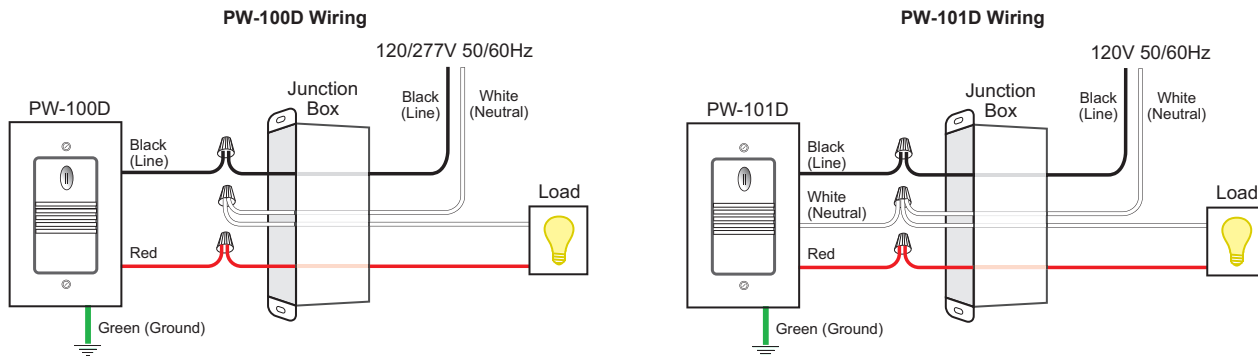 PW-100D Wiring
120/277V 50/60Hz
Junction
Box
Black
(Line)
White
(Neutral)
PW-100D
Black
(Line)
Load
Red
Green (Ground)
PW-101D Wiring
120V 50/60Hz
Junction
Box
Black
(Line)
White
(Neutral)
PW-101D
Black
(Line)
White
(Neutral)
Load
Red
Green (Ground)